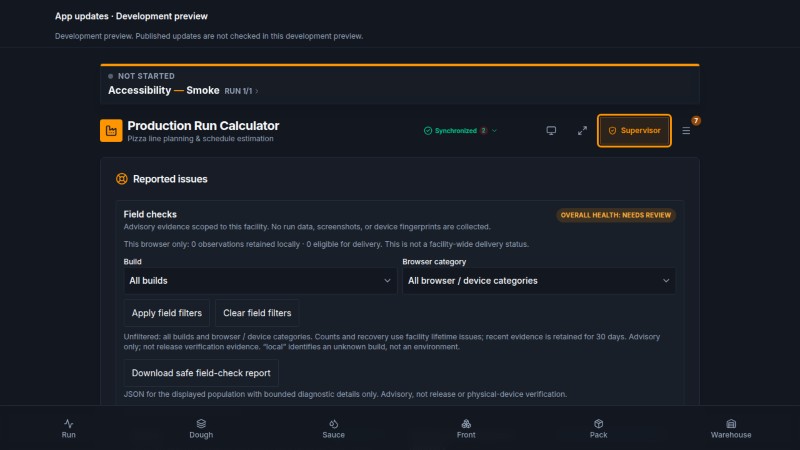 App updates · Development preview
Development preview. Published updates are not checked in this development preview.
NOT STARTED
Accessibility — Smoke RUN 1/1 ›
Production Run Calculator
Pizza line planning & schedule estimation
Synchronized 2
Supervisor
7
Reported issues
Field checks
OVERALL HEALTH: NEEDS REVIEW
Advisory evidence scoped to this facility. No run data, screenshots, or device fingerprints are collected.
This browser only: 0 observations retained locally · 0 eligible for delivery. This is not a facility-wide delivery status.
Build
Browser category
All builds
All browser / device categories
Apply field filters
Clear field filters
Unfiltered: all builds and browser / device categories. Counts and recovery use facility lifetime issues; recent evidence is retained for 30 days. Advisory
only; not release verification evidence. "local" identifies an unknown build, not an environment.
Download safe field-check report
JSON for the displayed population with bounded diagnostic details only. Advisory, not release or physical-device verification.
Run
Dough
Sauce
Front
Pack
Warehouse